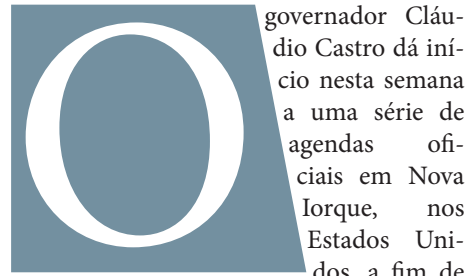 O governador Cláu-
dio Castro dá iní-
cio nesta semana
a uma série de
agendas ofi-
ciais em Nova
Iorque, nos
Estados Uni-
dos, a fim de